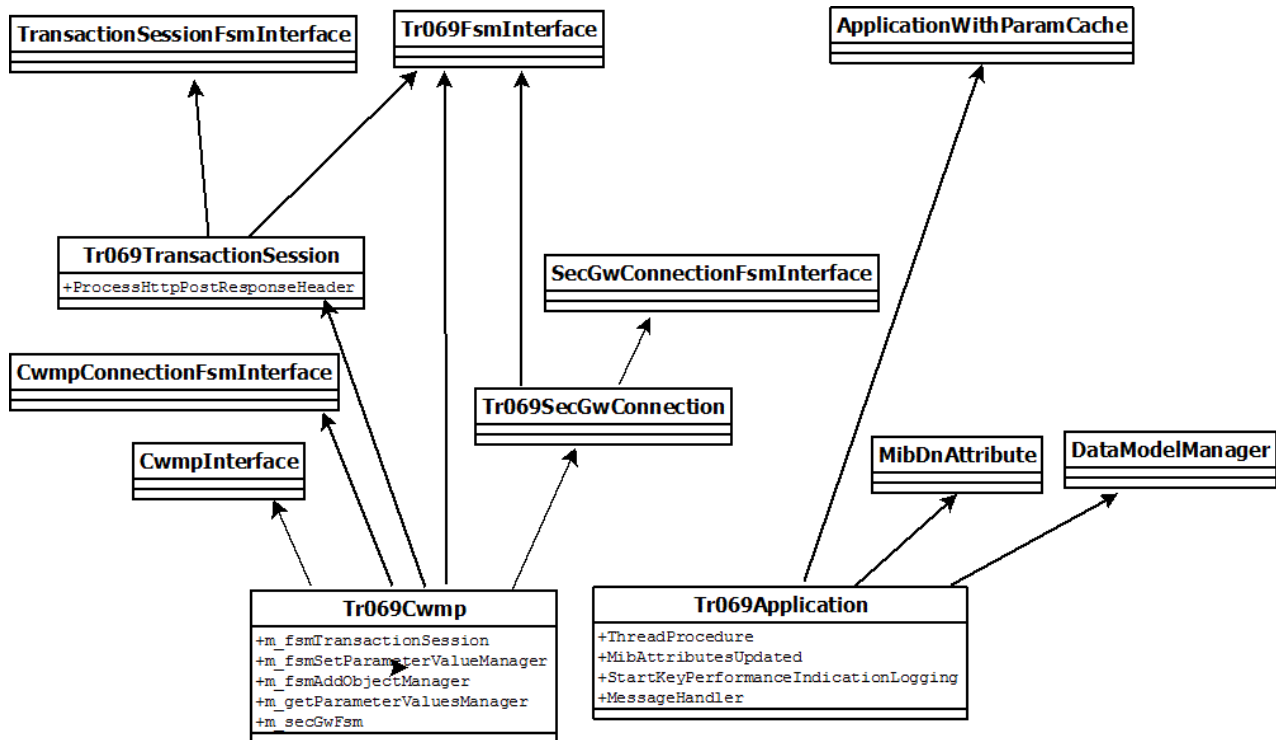 TransactionSessionFsmInterface
Tr069FsmInterface
ApplicationWithParamCache
Tr069TransactionSession
+ProcessHttpPostResponseHeader
SecGwConnectionFsmInterface
CwmpConnectionFsmInterface
Tr069SecGwConnection
CwmpInterface
MibDnAttribute
DataModelManager
Tr069Cwmp
+m_fsmTransactionSession
+m_fsmSetParameterValueManager
+m_fsmAddObjectManager
+m_getParameterValuesManager
+m_secGwFsm
Tr069Application
+ThreadProcedure
+MibAttributesUpdated
+StartKeyPerformanceIndicationLogging
+MessageHandler